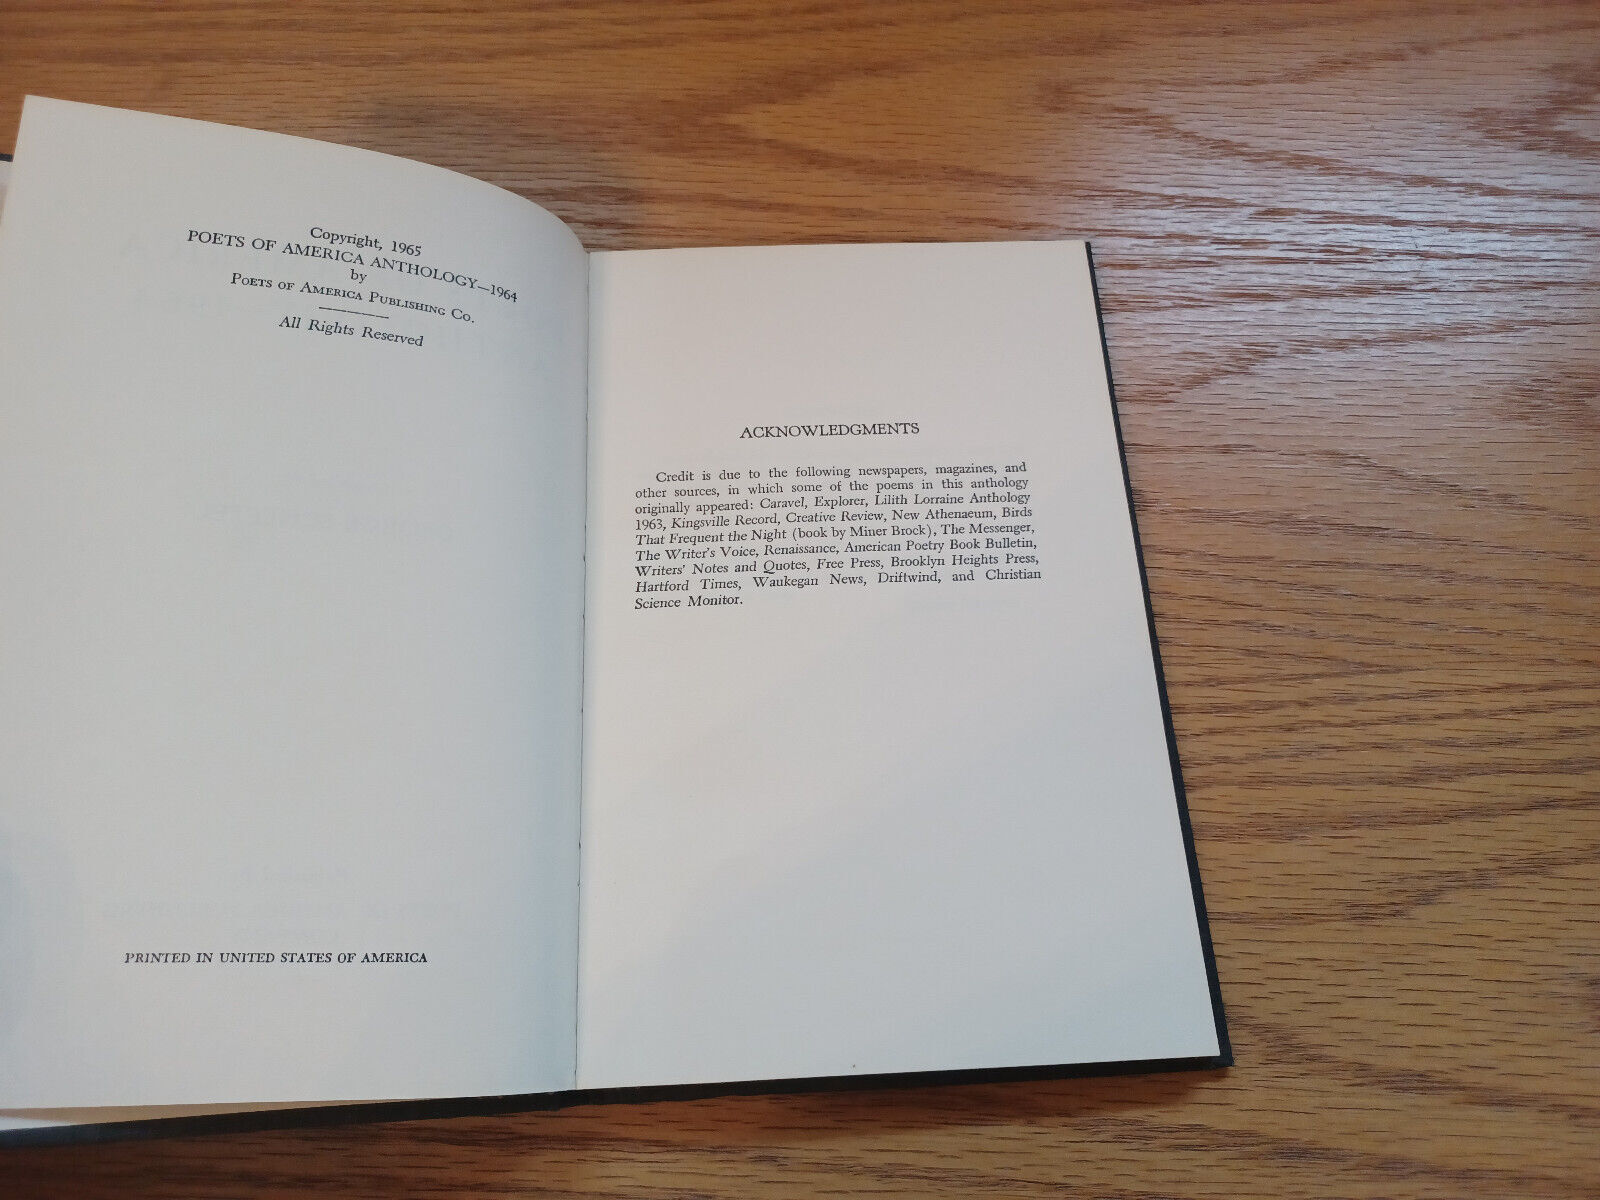 Copyright, 1965
POETS OF AMERICA ANTHOLOGY—1964
by
POETS OF AMERICA PUBLISHING CO.
All Rights Reserved
PRINTED IN UNITED STATES OF AMERICA
ACKNOWLEDGMENTS
Credit is due to the following newspapers, magazines, and
other sources, in which some of the poems in this anthology
originally appeared: Caravel, Explorer, Lilith Lorraine Anthology
1963, Kingsville Record, Creative Review, New Athenaeum, Birds
That Frequent the Night (book by Miner Brock), The Messenger,
The Writer's Voice, Renaissance, American Poetry Book Bulletin,
Writers' Notes and Quotes, Free Press, Brooklyn Heights Press,
Hartford Times, Waukegan News, Driftwind, and Christian
Science Monitor.